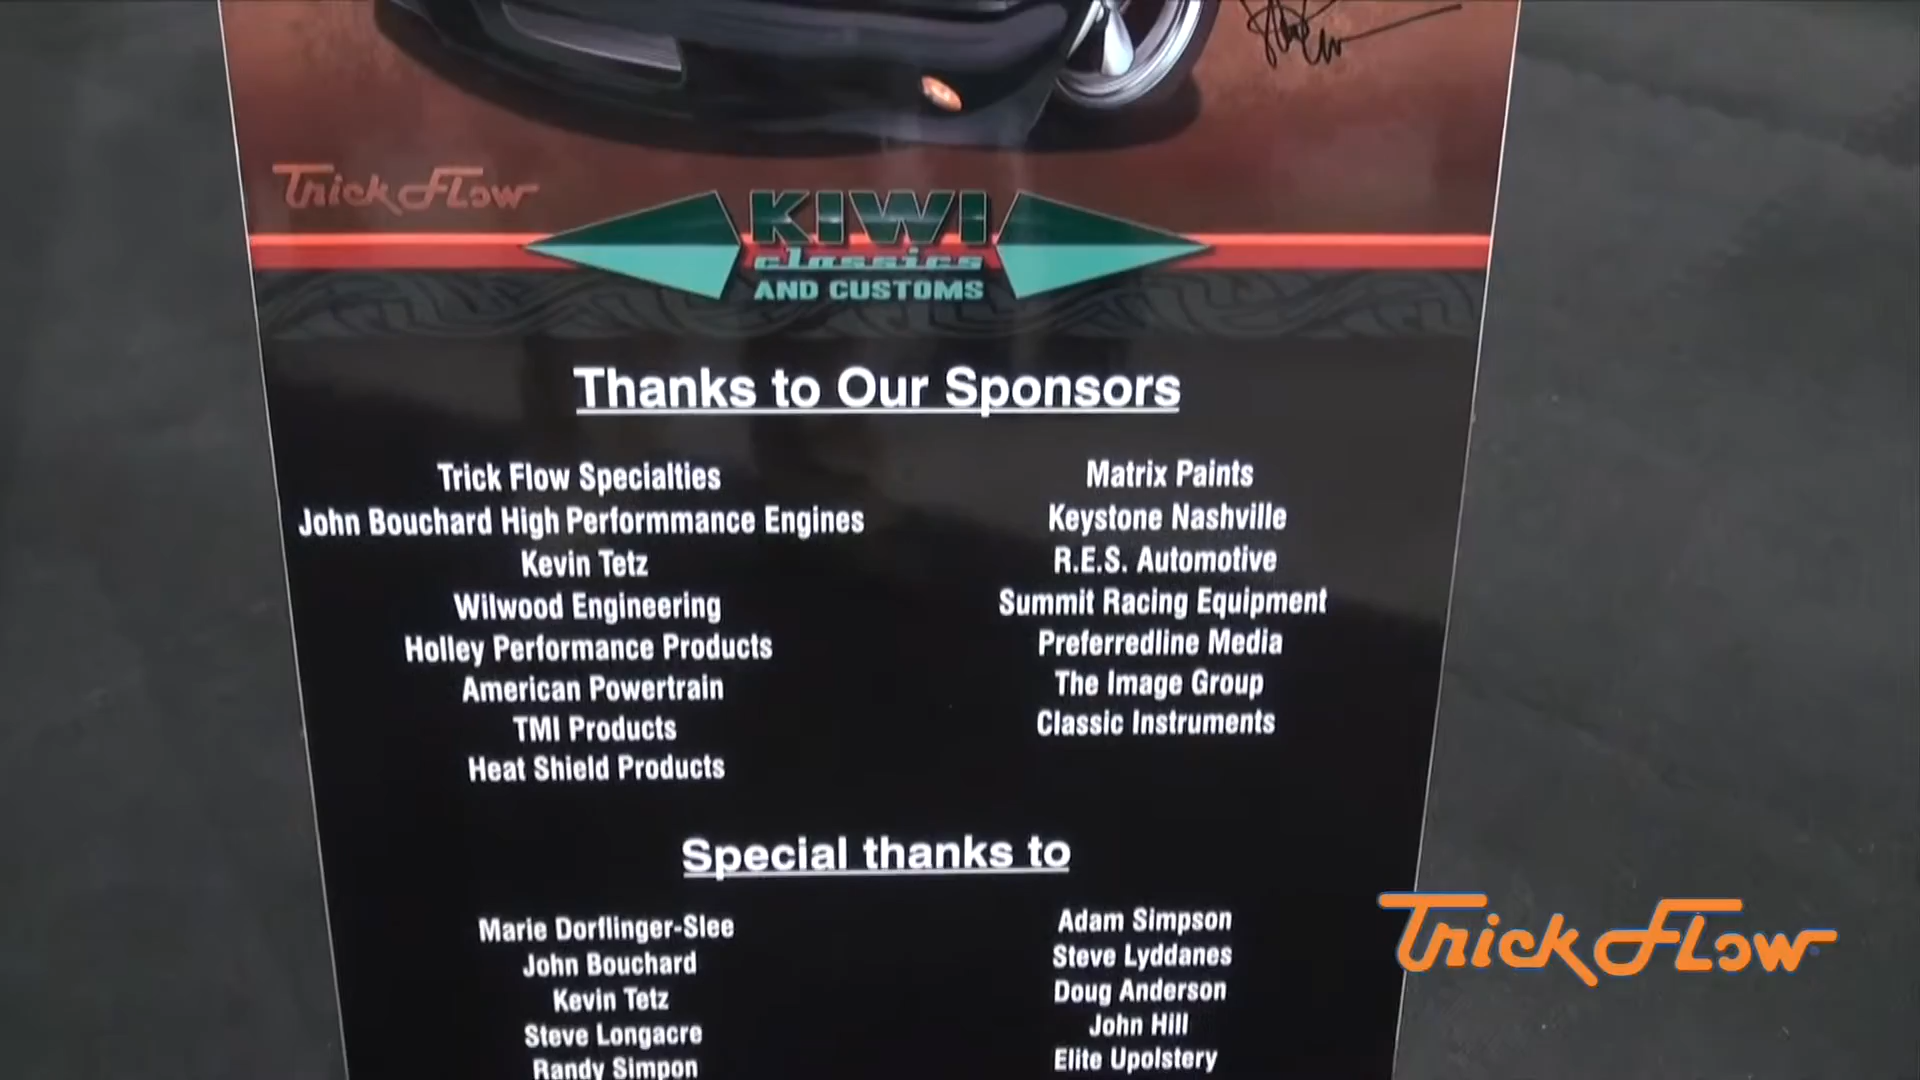 Trick Flow
KIWI
classics
AND CUSTOMS
Thanks to Our Sponsors
Trick Flow Specialties
John Bouchard High Performmance Engines
Kevin Tetz
Wilwood Engineering
Holley Performance Products
American Powertrain
TMI Products
Heat Shield Products
Matrix Paints
Keystone Nashville
R.E.S. Automotive
Summit Racing Equipment
Preferredline Media
The Image Group
Classic Instruments
Special thanks to
Marie Dorflinger-Slee
John Bouchard
Kevin Tetz
Steve Longacre
Randy Simpon
Adam Simpson
Steve Lyddanes
Doug Anderson
John Hill
Elite Upolstery
Trick Flow